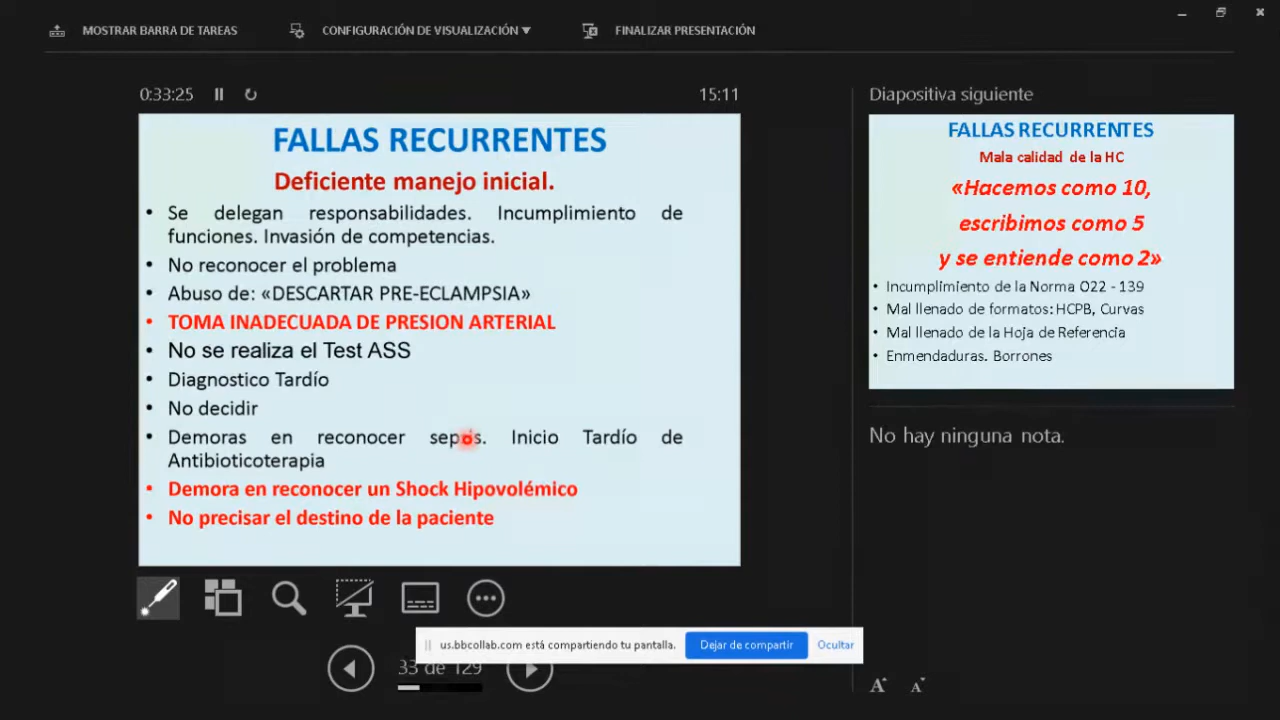 MOSTRAR BARRA DE TAREAS
CONFIGURACIÓN DE VISUALIZACIÓN ▼
FINALIZAR PRESENTACIÓN
0:33:25
15:11
FALLAS RECURRENTES
Deficiente manejo inicial.
• Se delegan responsabilidades. Incumplimiento de
funciones. Invasión de competencias.
• No reconocer el problema
• Abuso de: «DESCARTAR PRE-ECLAMPSIA»
• TOMA INADECUADA DE PRESION ARTERIAL
• No se realiza el Test ASS
• Diagnostico Tardío
• No decidir
• Demoras en reconocer sepsis. Inicio Tardío de
Antibioticoterapia
• Demora en reconocer un Shock Hipovolémico
• No precisar el destino de la paciente
Diapositiva siguiente
FALLAS RECURRENTES
Mala calidad de la HC
«Hacemos como 10,
escribimos como 5
y se entiende como 2»
• Incumplimiento de la Norma O22 - 139
• Mal llenado de formatos: HCPB, Curvas
• Mal llenado de la Hoja de Referencia
• Enmendaduras. Borrones
No hay ninguna nota.
us.bbcollab.com está compartiendo tu pantalla.
Dejar de compartir
Ocultar
33 de 129
A A